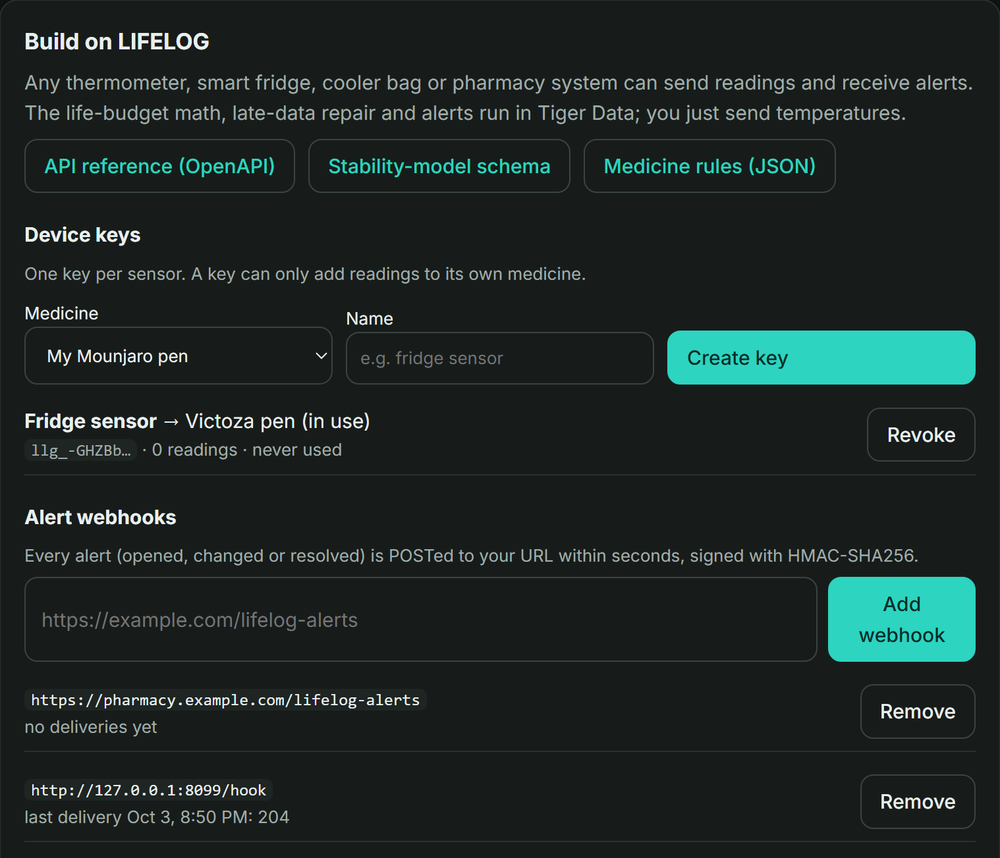 Build on LIFELOG
Any thermometer, smart fridge, cooler bag or pharmacy system can send readings and receive alerts.
The life-budget math, late-data repair and alerts run in Tiger Data; you just send temperatures.
API reference (OpenAPI)
Stability-model schema
Medicine rules (JSON)
Device keys
One key per sensor. A key can only add readings to its own medicine.
Medicine
Name
My Mounjaro pen
e.g. fridge sensor
Create key
Fridge sensor → Victoza pen (in use)
llg_-GHZBb… · 0 readings · never used
Revoke
Alert webhooks
Every alert (opened, changed or resolved) is POSTed to your URL within seconds, signed with HMAC-SHA256.
https://example.com/lifelog-alerts
Add
webhook
https://pharmacy.example.com/lifelog-alerts
no deliveries yet
Remove
http://127.0.0.1:8099/hook
last delivery Oct 3, 8:50 PM: 204
Remove